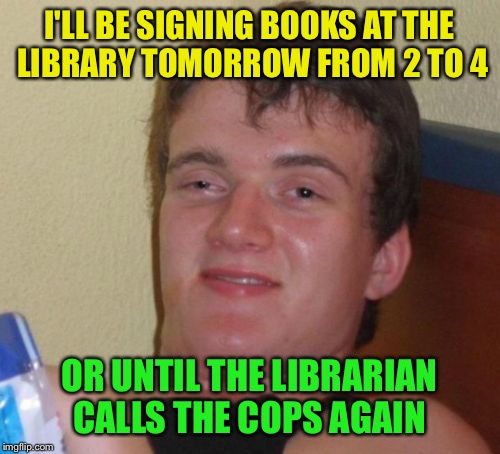 I'LL BE SIGNING BOOKS AT THE
LIBRARY TOMORROW FROM 2 TO 4
OR UNTIL THE LIBRARIAN
CALLS THE COPS AGAIN
imgflip.com